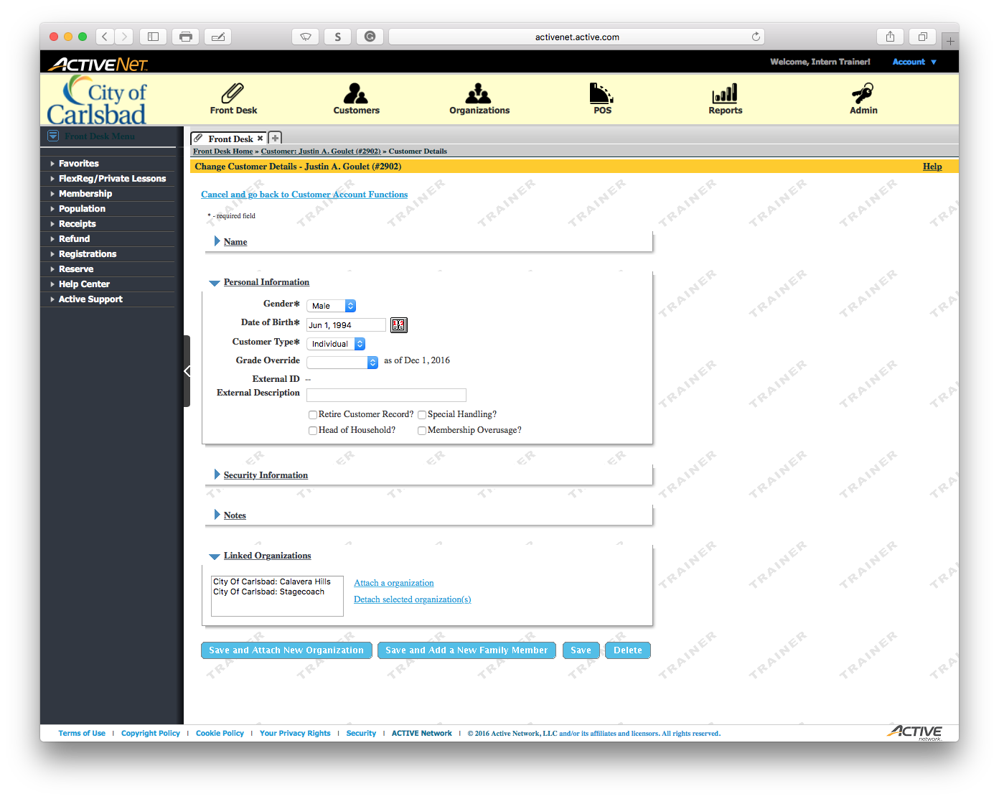 S
activenet.active.com
ACTIVENET
Welcome, Intern Trainer!
Account
City of
Carlsbad
Front Desk
Customers
Organizations
POS
Reports
Admin
Front Desk Menu
Favorites
FlexReg/Private Lessons
Membership
Population
Receipts
Refund
Registrations
Reserve
Help Center
Active Support
Front Desk
Front Desk Home » Customer: Justin A. Goulet (#2902) » Customer Details
Change Customer Details - Justin A. Goulet (#2902)
Help
Cancel and go back to Customer Account Functions
* - required field
Name
Personal Information
Gender*
Male
Date of Birth*
Jun 1, 1994
Customer Type*
Individual
Grade Override
as of Dec 1, 2016
External ID
--
External Description
Retire Customer Record?
Special Handling?
Head of Household?
Membership Overusage?
Security Information
Notes
Linked Organizations
City Of Carlsbad: Calavera Hills
City Of Carlsbad: Stagecoach
Attach a organization
Detach selected organization(s)
Save and Attach New Organization
Save and Add a New Family Member
Save
Delete
TRAINER
Terms of Use | Copyright Policy | Cookie Policy | Your Privacy Rights | Security | ACTIVE Network | © 2016 Active Network, LLC and/or its affiliates and licensors. All rights reserved.
ACTIVE
network